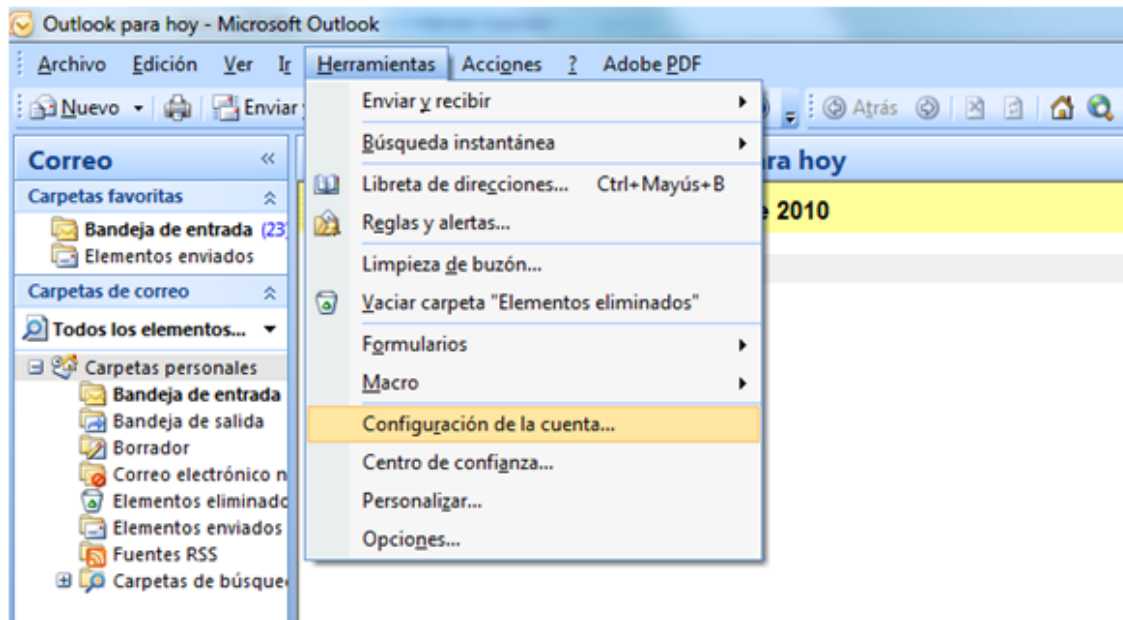 Outlook para hoy - Microsoft Outlook
Archivo Edición Ver Ir Herramientas Acciones ? Adobe PDF
Nuevo Enviar Atrás
Correo
Carpetas favoritas
Bandeja de entrada (23)
Elementos enviados
Carpetas de correo
Todos los elementos...
Carpetas personales
Bandeja de entrada
Bandeja de salida
Borrador
Correo electrónico n
Elementos eliminado
Elementos enviados
Fuentes RSS
Carpetas de búsque
Enviar y recibir
Búsqueda instantánea
Libreta de direcciones... Ctrl+Mayús+B
Reglas y alertas...
Limpieza de buzón...
Vaciar carpeta "Elementos eliminados"
Formularios
Macro
Configuración de la cuenta...
Centro de confianza...
Personalizar...
Opciones...
ra hoy
2010